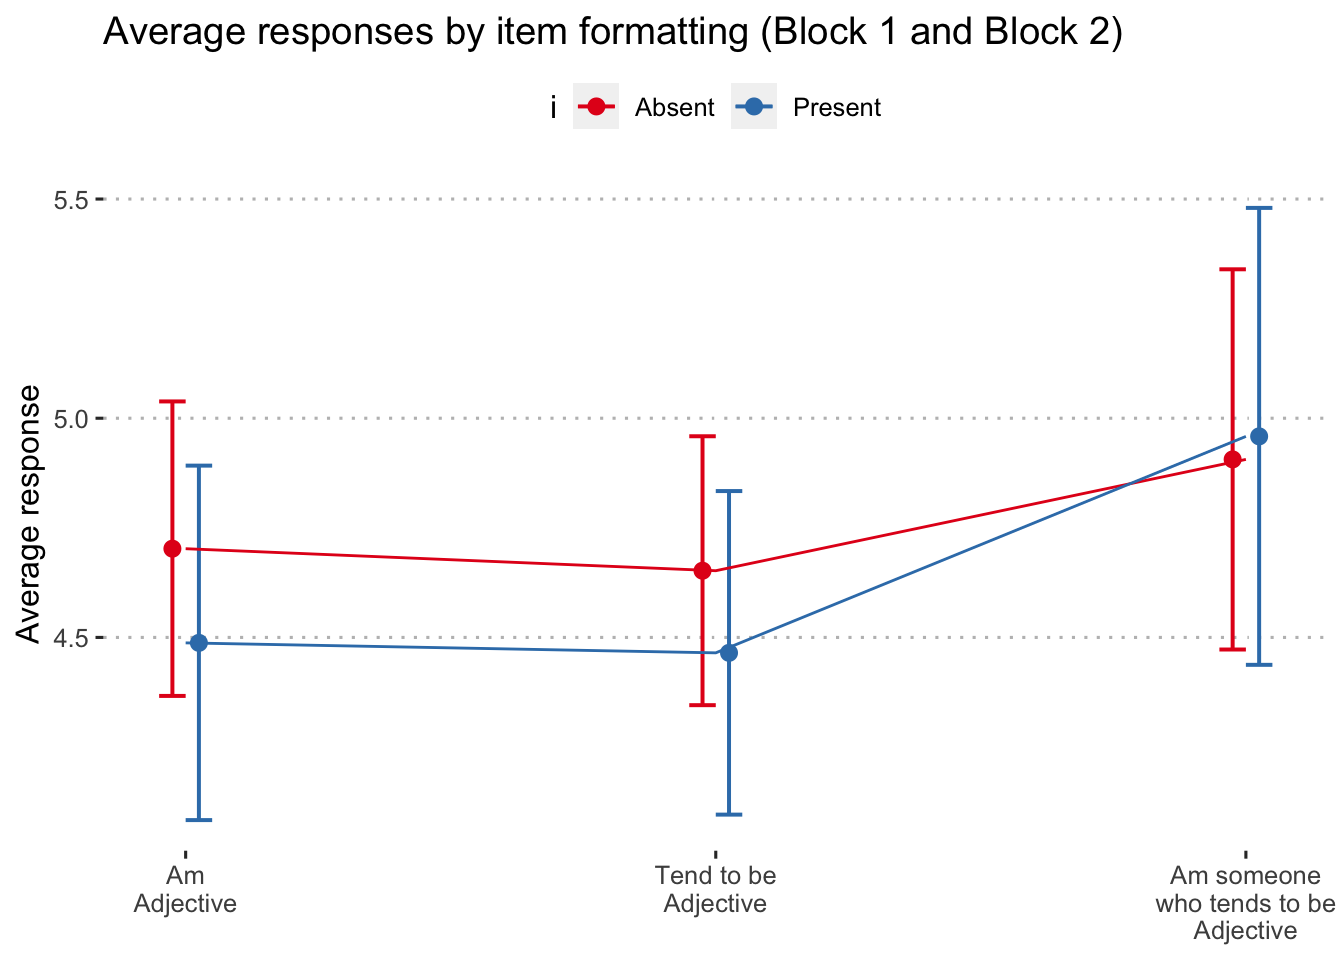 Average responses by item formatting (Block 1 and Block 2)
i Absent Present
5.5
5.0
4.5
Average response
Am
Adjective
Tend to be
Adjective
Am someone
who tends to be
Adjective